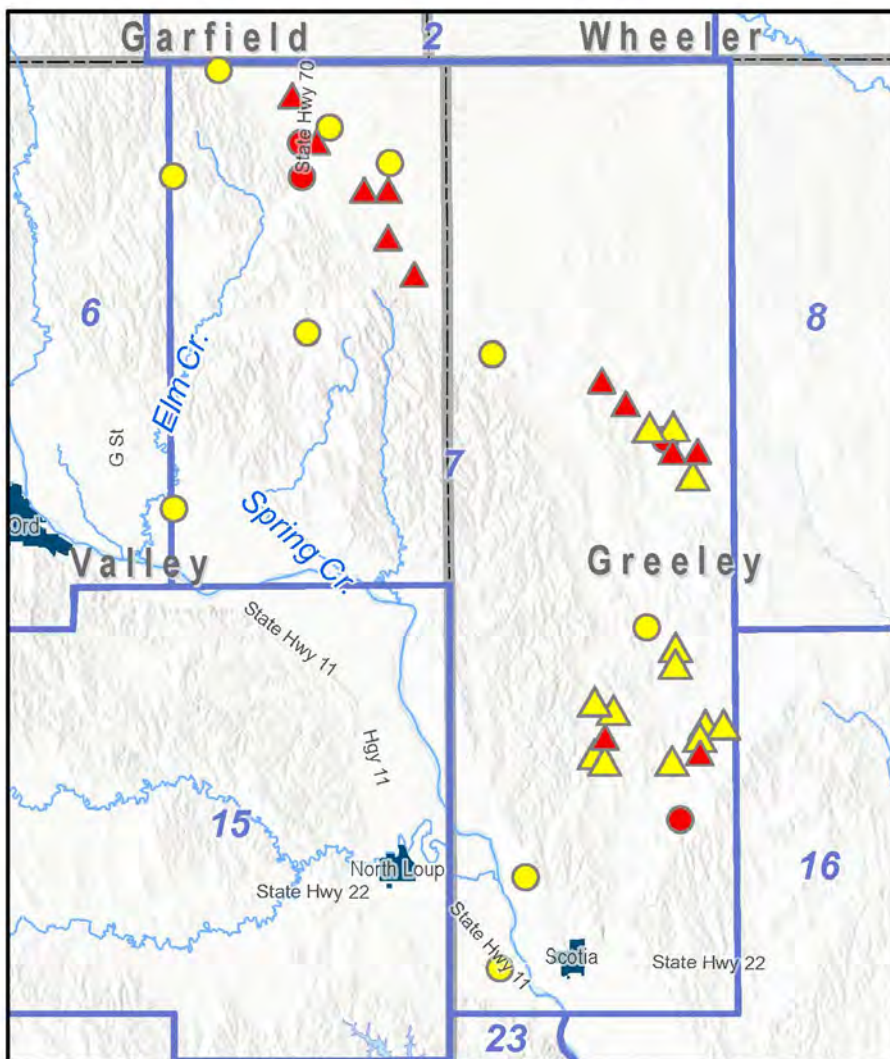 Garfield
2
Wheeler
State Hwy 70
6
8
Elm Cr.
G St
7
Ord
Spring Cr.
Valley
Greeley
State Hwy 11
Hgy 11
15
North Loup
16
State Hwy 22
State Hwy 11
Scotia
State Hwy 22
23